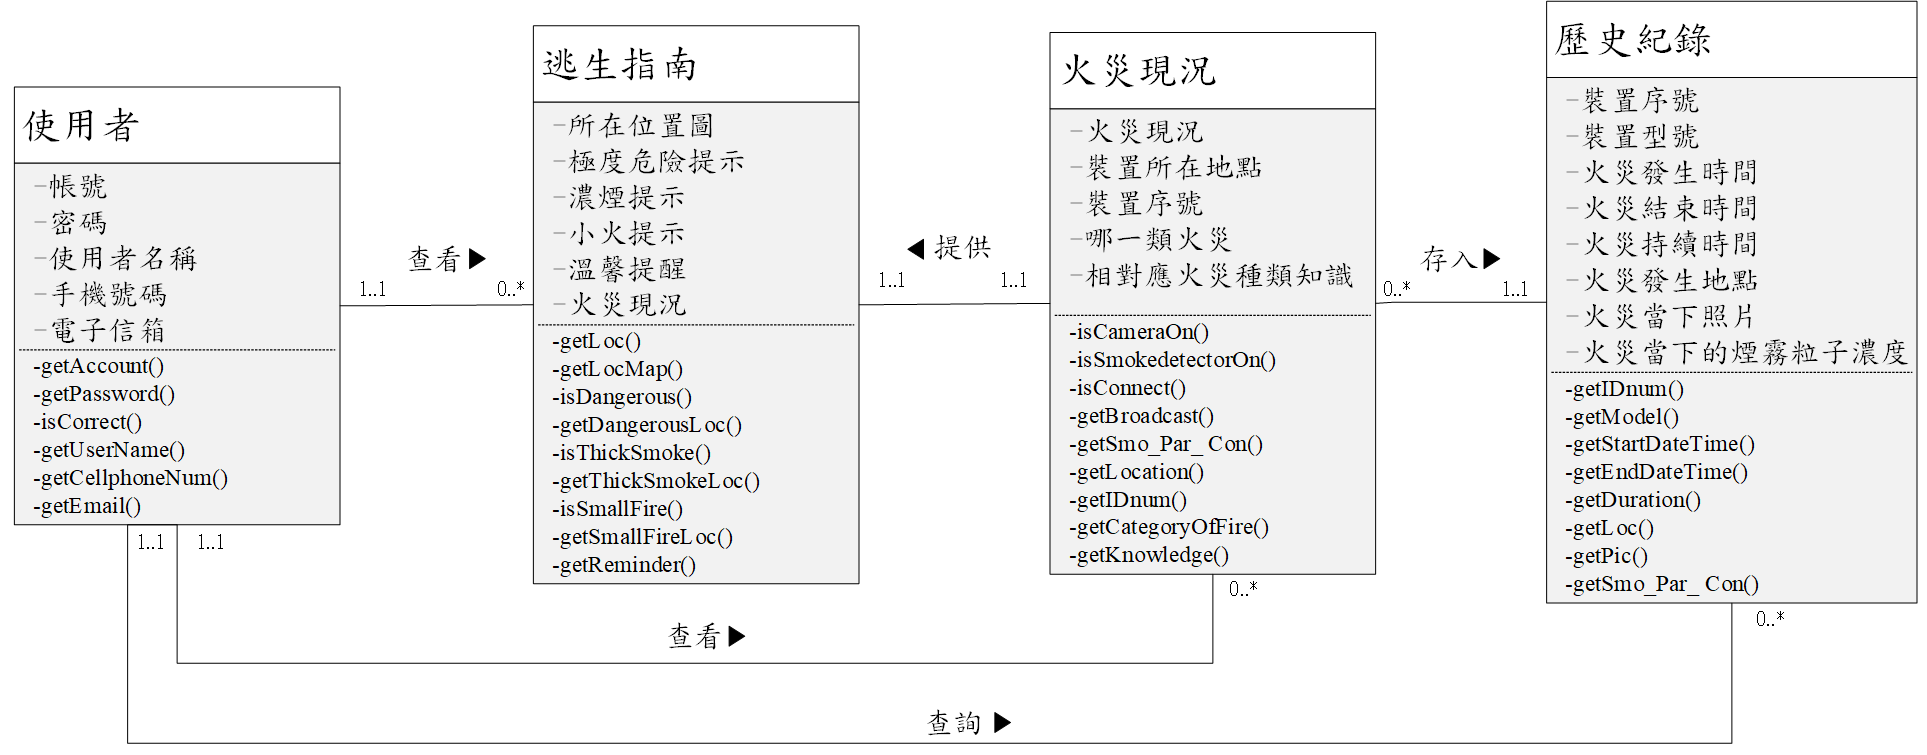 使用者
-帳號
-密碼
-使用者名稱
-手機號碼
-電子信箱
-getAccount()
-getPassword()
-isCorrect()
-getUserName()
-getCellphoneNum()
-getEmail()
查看▶
1..1
0..*
逃生指南
-所在位置圖
-極度危險提示
-濃煙提示
-小火提示
-溫馨提醒
-火災現況
-getLoc()
-getLocMap()
-isDangerous()
-getDangerousLoc()
-isThickSmoke()
-getThickSmokeLoc()
-isSmallFire()
-getSmallFireLoc()
-getReminder()
◀提供
1..1
1..1
火災現況
-火災現況
-裝置所在地點
-裝置序號
-哪一類火災
-相對應火災種類知識
-isCameraOn()
-isSmokedetectorOn()
-isConnect()
-getBroadcast()
-getSmo_Par_ Con()
-getLocation()
-getIDnum()
-getCategoryOfFire()
-getKnowledge()
存入▶
0..*
1..1
歷史紀錄
-裝置序號
-裝置型號
-火災發生時間
-火災結束時間
-火災持續時間
-火災發生地點
-火災當下照片
-火災當下的煙霧粒子濃度
-getIDnum()
-getModel()
-getStartDateTime()
-getEndDateTime()
-getDuration()
-getLoc()
-getPic()
-getSmo_Par_ Con()
1..1
1..1
0..*
0..*
查看▶
查詢▶